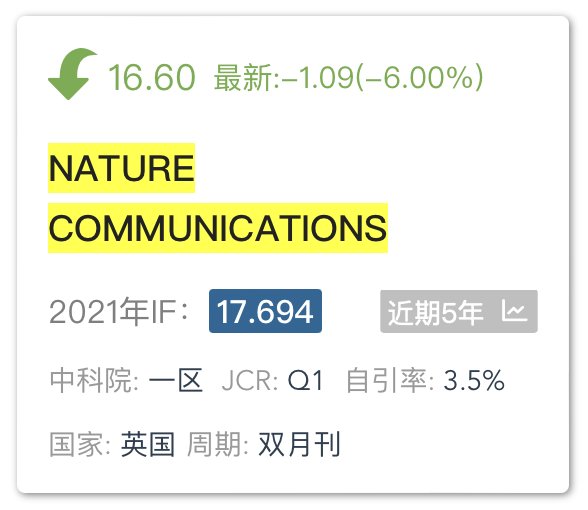 16.60 最新:-1.09(-6.00%)
NATURE
COMMUNICATIONS
2021年IF: 17.694 近期5年
中科院: 一区 JCR: Q1 自引率: 3.5%
国家: 英国 周期: 双月刊